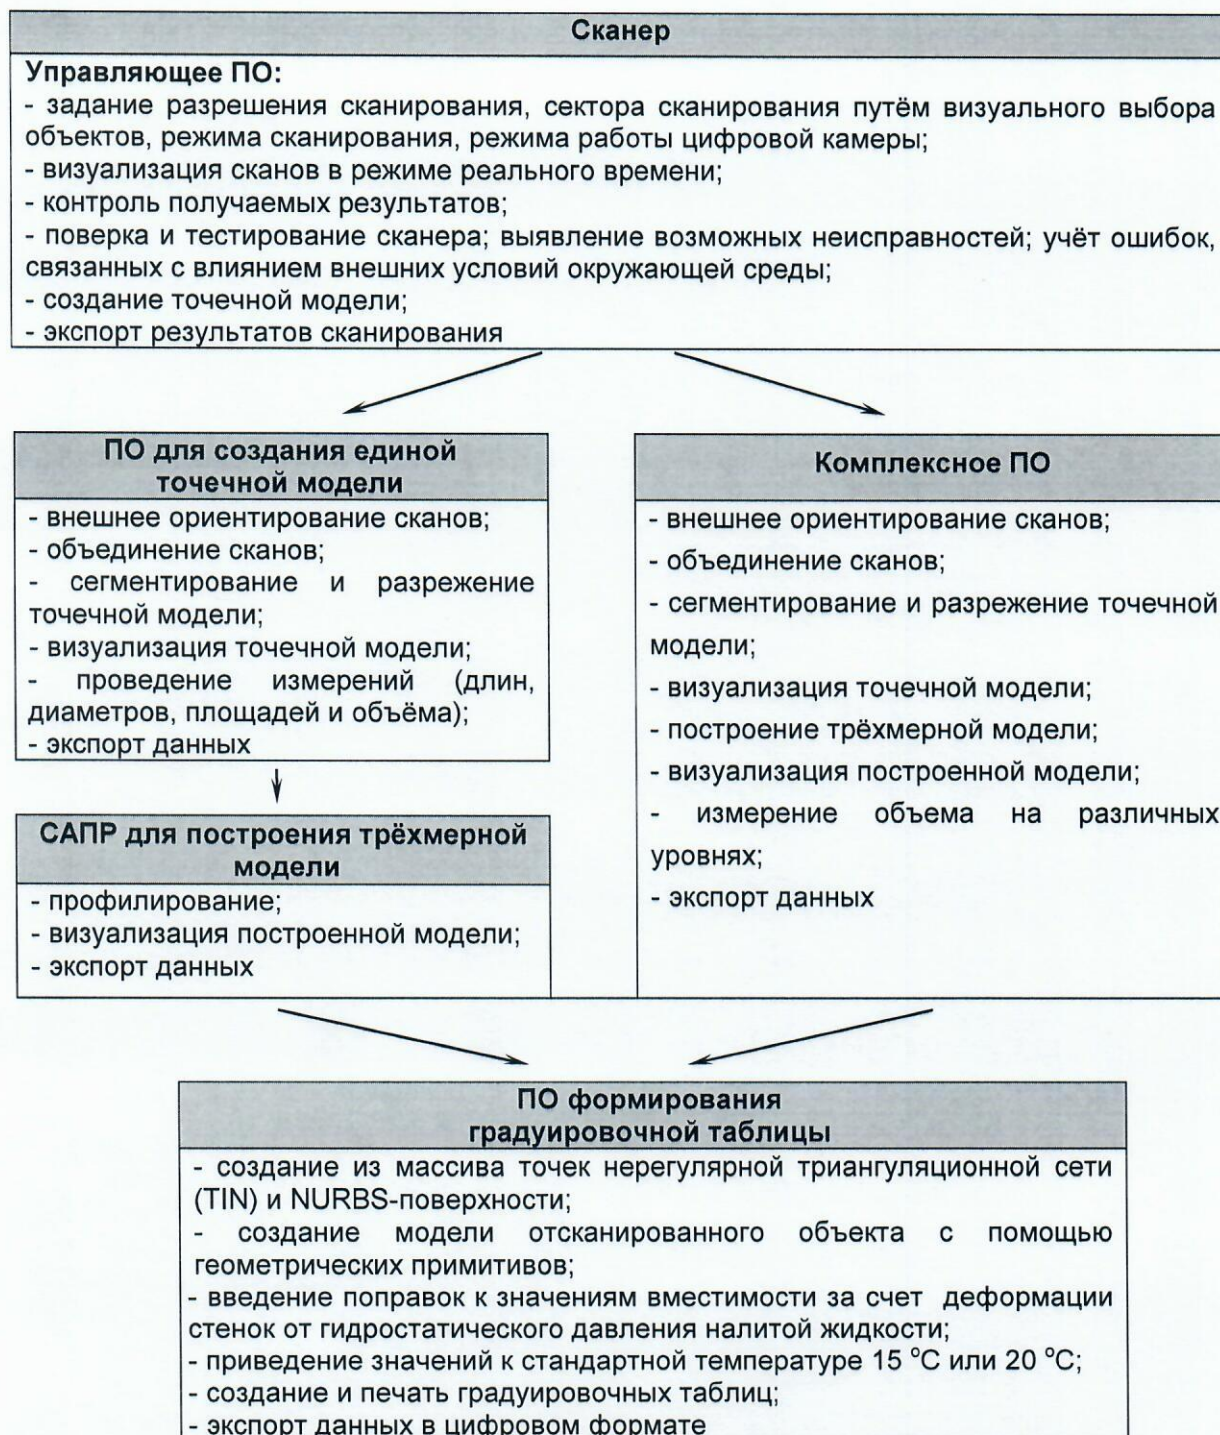 Сканер
Управляющее ПО:
- задание разрешения сканирования, сектора сканирования путём визуального выбора
объектов, режима сканирования, режима работы цифровой камеры;
- визуализация сканов в режиме реального времени;
- контроль получаемых результатов;
- поверка и тестирование сканера; выявление возможных неисправностей; учёт ошибок,
связанных с влиянием внешних условий окружающей среды;
- создание точечной модели;
- экспорт результатов сканирования
ПО для создания единой
точечной модели
- внешнее ориентирование сканов;
- объединение сканов;
- сегментирование и разрежение
точечной модели;
- визуализация точечной модели;
- проведение измерений (длин,
диаметров, площадей и объёма);
- экспорт данных
САПР для построения трёхмерной
модели
- профилирование;
- визуализация построенной модели;
- экспорт данных
Комплексное ПО
- внешнее ориентирование сканов;
- объединение сканов;
- сегментирование и разрежение точечной
модели;
- визуализация точечной модели;
- построение трёхмерной модели;
- визуализация построенной модели;
- измерение объема на различных
уровнях;
- экспорт данных
ПО формирования
градуировочной таблицы
- создание из массива точек нерегулярной триангуляционной сети
(TIN) и NURBS-поверхности;
- создание модели отсканированного объекта с помощью
геометрических примитивов;
- введение поправок к значениям вместимости за счет деформации
стенок от гидростатического давления налитой жидкости;
- приведение значений к стандартной температуре 15 °С или 20 °С;
- создание и печать градуировочных таблиц;
- экспорт данных в цифровом формате